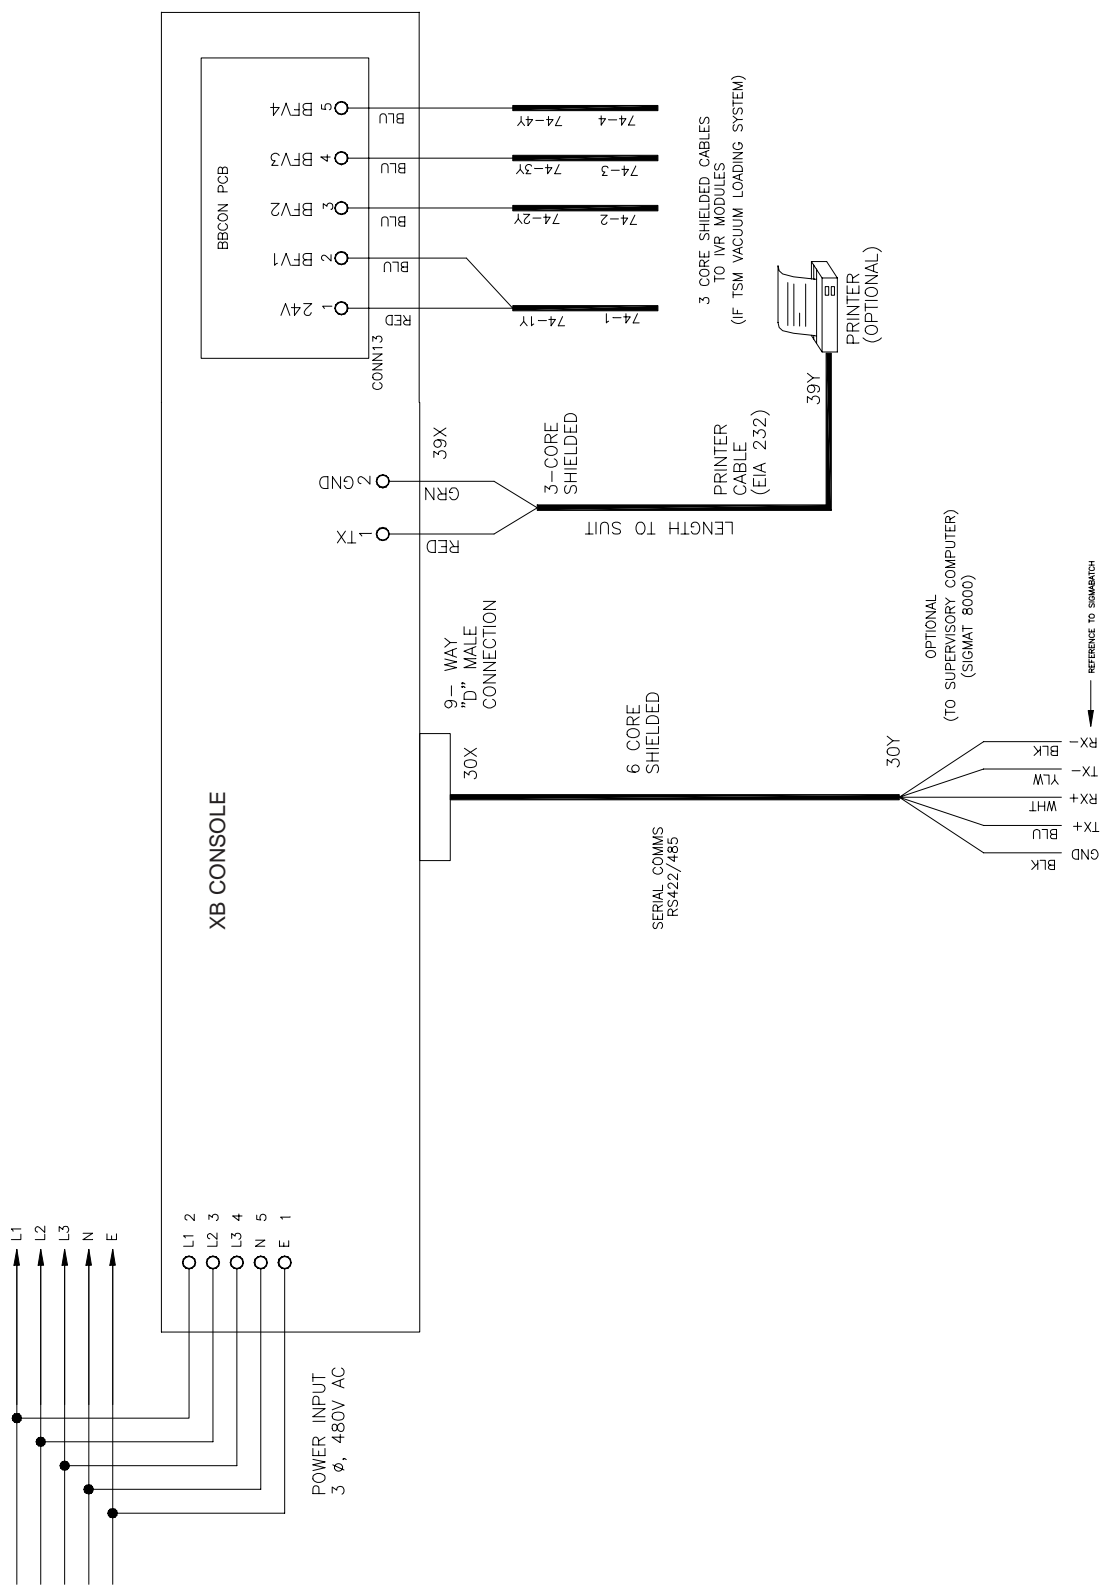 L1
L2
L3
N
E
L1 2
L2 3
L3 4
N 5
E 1
POWER INPUT
3 ø, 480V AC
XB CONSOLE
BBCON PCB
24V 1
BFV1 2
BFV2 3
BFV3 4
BFV4 5
CONN13
RED
BLU
BLU
BLU
BLU
74-1Y
74-1
74-2Y
74-2
74-3Y
74-3
74-4Y
74-4
3 CORE SHIELDED CABLES
TO IVR MODULES
(IF TSM VACUUM LOADING SYSTEM)
TX 1
GND 2
RED
GRN
39X
3-CORE
SHIELDED
LENGTH TO SUIT
PRINTER
CABLE
(EIA 232)
39Y
PRINTER
(OPTIONAL)
9- WAY
"D" MALE
CONNECTION
30X
6 CORE
SHIELDED
SERIAL COMMS
RS422/485
30Y
OPTIONAL
(TO SUPERVISORY COMPUTER)
(SIGMAT 8000)
BLK
GND
BLU
TX+
WHT
RX+
YLW
TX-
BLK
RX-
REFERENCE TO SIGMABATCH